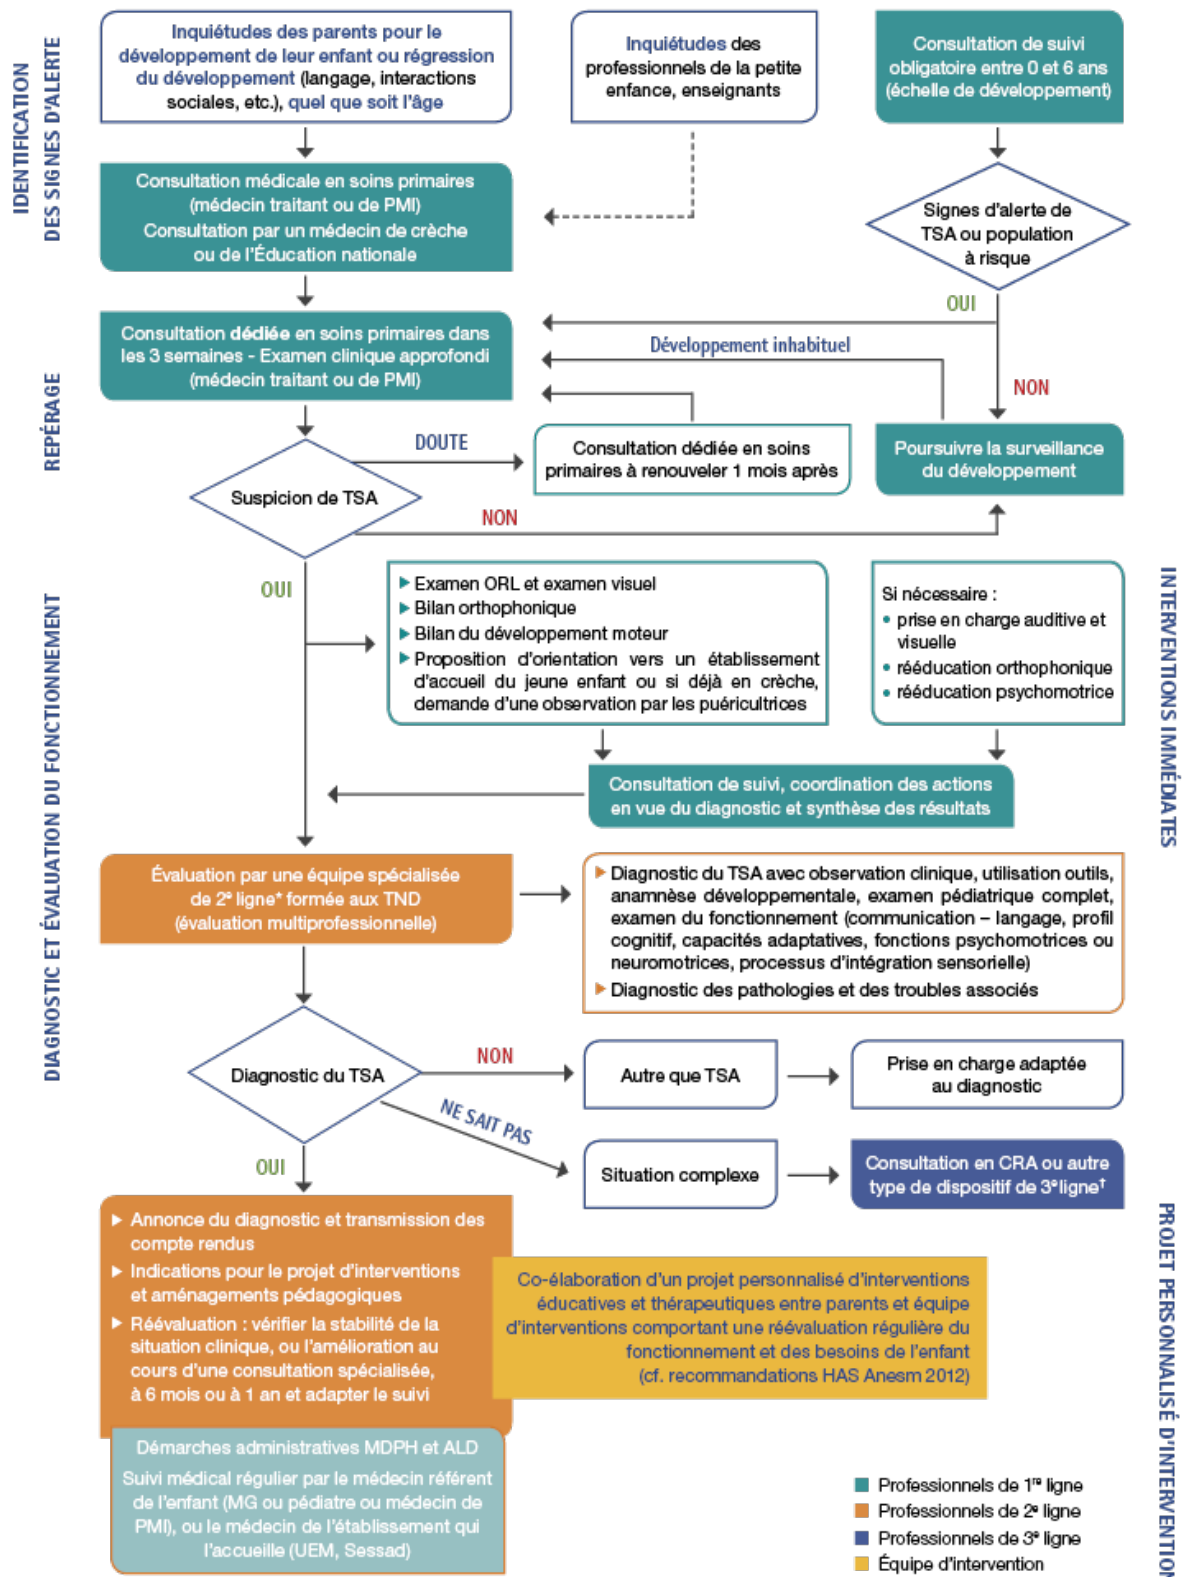 IDENTIFICATION
DES SIGNES D'ALERTE
Inquiétudes des parents pour le
développement de leur enfant ou régression
du développement (langage, interactions
sociales, etc.), quel que soit l'âge
Inquiétudes des
professionnels de la petite
enfance, enseignants
Consultation de suivi
obligatoire entre 0 et 6 ans
(échelle de développement)
Consultation médicale en soins primaires
(médecin traitant ou de PMI)
Consultation par un médecin de crèche
ou de l'Éducation nationale
Signes d'alerte de
TSA ou population
à risque
OUI
NON
REPÉRAGE
Consultation dédiée en soins primaires dans
les 3 semaines - Examen clinique approfondi
(médecin traitant ou de PMI)
Développement inhabituel
DOUTE
Consultation dédiée en soins
primaires à renouveler 1 mois après
Poursuivre la surveillance
du développement
Suspicion de TSA
NON
OUI
DIAGNOSTIC ET ÉVALUATION DU FONCTIONNEMENT
Examen ORL et examen visuel
Bilan orthophonique
Bilan du développement moteur
Proposition d'orientation vers un établissement
d'accueil du jeune enfant ou si déjà en crèche,
demande d'une observation par les puéricultrices
Si nécessaire :
• prise en charge auditive et
visuelle
• rééducation orthophonique
• rééducation psychomotrice
INTERVENTIONS IMMÉDIATES
Consultation de suivi, coordination des actions
en vue du diagnostic et synthèse des résultats
Évaluation par une équipe spécialisée
de 2e ligne* formée aux TND
(évaluation multiprofessionnelle)
Diagnostic du TSA avec observation clinique, utilisation outils,
anamnèse développementale, examen pédiatrique complet,
examen du fonctionnement (communication – langage, profil
cognitif, capacités adaptatives, fonctions psychomotrices ou
neuromotrices, processus d'intégration sensorielle)
Diagnostic des pathologies et des troubles associés
Diagnostic du TSA
NON
Autre que TSA
Prise en charge adaptée
au diagnostic
NE SAIT PAS
Situation complexe
Consultation en CRA ou autre
type de dispositif de 3e ligne†
OUI
Annonce du diagnostic et transmission des
compte rendus
Indications pour le projet d'interventions
et aménagements pédagogiques
Réévaluation : vérifier la stabilité de la
situation clinique, ou l'amélioration au
cours d'une consultation spécialisée,
à 6 mois ou à 1 an et adapter le suivi
Co-élaboration d'un projet personnalisé d'interventions
éducatives et thérapeutiques entre parents et équipe
d'interventions comportant une réévaluation régulière du
fonctionnement et des besoins de l'enfant
(cf. recommandations HAS Anesm 2012)
PROJET PERSONNALISÉ D'INTERVENTION
Démarches administratives MDPH et ALD
Suivi médical régulier par le médecin référent
de l'enfant (MG ou pédiatre ou médecin de
PMI), ou le médecin de l'établissement qui
l'accueille (UEM, Sessad)
Professionnels de 1re ligne
Professionnels de 2e ligne
Professionnels de 3e ligne
Équipe d'intervention